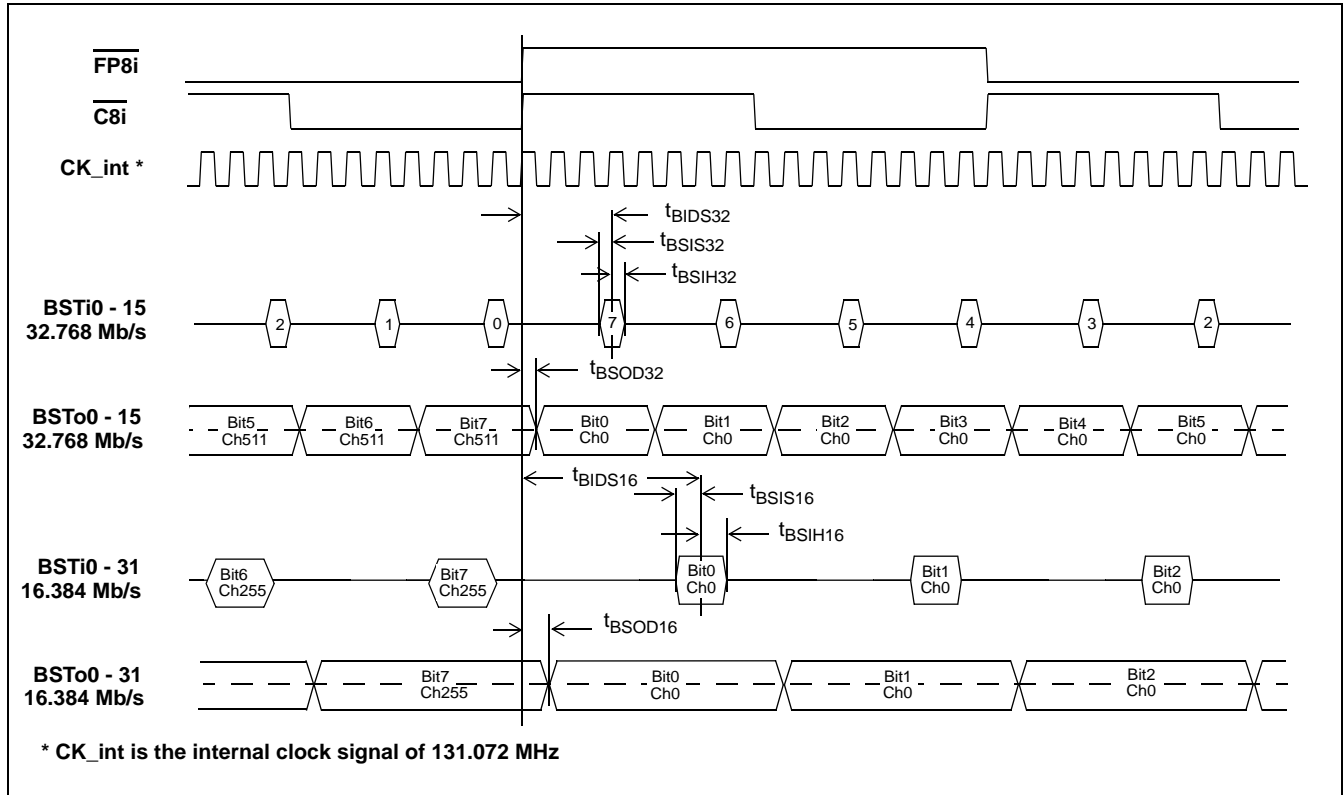 FP8i
C8i
CK_int *
tBIDS32
tBSIS32
tBSIH32
BSTi0 - 15
32.768 Mb/s
2 1 0 7 6 5 4 3 2
tBSOD32
BSTo0 - 15
32.768 Mb/s
Bit5 Bit6 Bit7 Bit0 Bit1 Bit2 Bit3 Bit4 Bit5
Ch511 Ch511 Ch511 Ch0 Ch0 Ch0 Ch0 Ch0 Ch0
tBIDS16
tBSIS16
tBSIH16
BSTi0 - 31
16.384 Mb/s
Bit6 Bit7 Bit0 Bit1 Bit2
Ch255 Ch255 Ch0 Ch0 Ch0
tBSOD16
BSTo0 - 31
16.384 Mb/s
Bit7 Bit0 Bit1 Bit2
Ch255 Ch0 Ch0 Ch0
* CK_int is the internal clock signal of 131.072 MHz